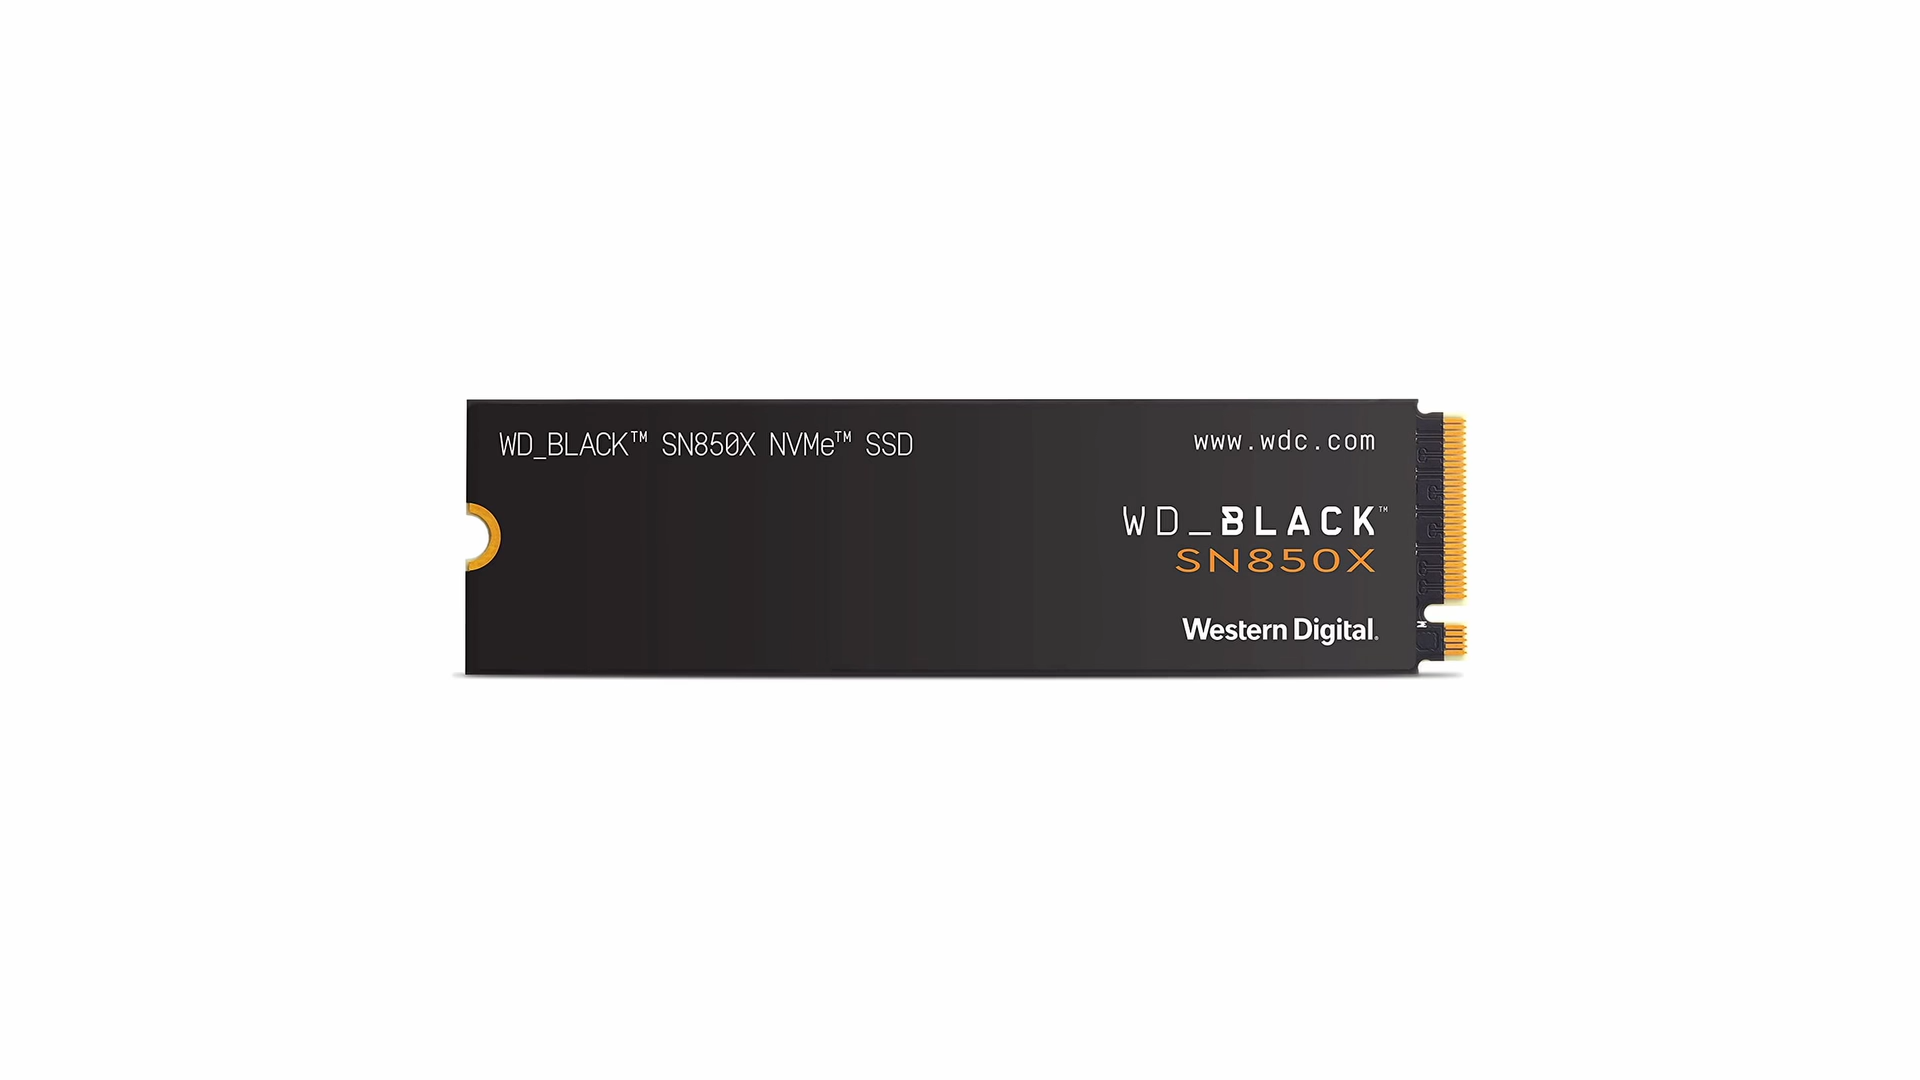 WD_BLACK™ SN850X NVMe™ SSD
www.wdc.com
WD_BLACK™
SN850X
Western Digital.
M